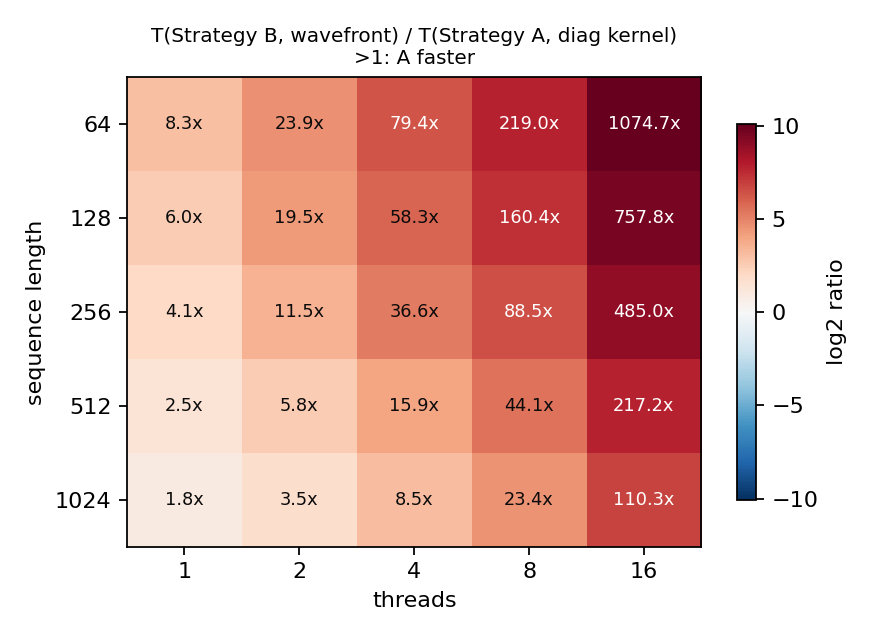 T(Strategy B, wavefront) / T(Strategy A, diag kernel)
>1: A faster
sequence length
64 8.3x 23.9x 79.4x 219.0x 1074.7x
128 6.0x 19.5x 58.3x 160.4x 757.8x
256 4.1x 11.5x 36.6x 88.5x 485.0x
512 2.5x 5.8x 15.9x 44.1x 217.2x
1024 1.8x 3.5x 8.5x 23.4x 110.3x
1 2 4 8 16
threads
10
5
0
−5
−10
log2 ratio